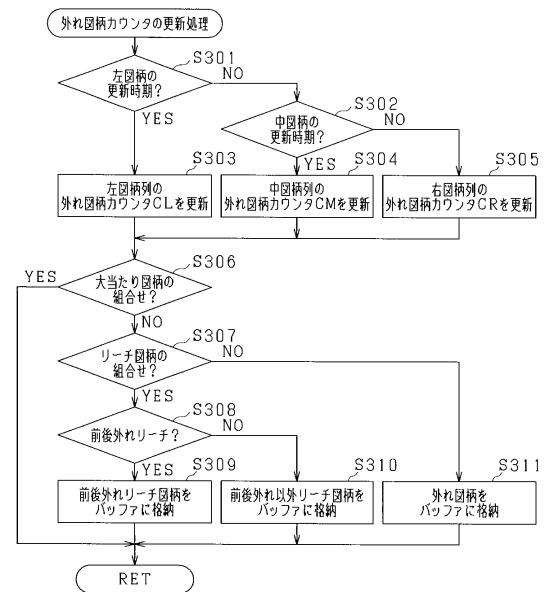 外れ図柄カウンタの更新処理
S301
左図柄の
更新時期?
NO
YES
S302
中図柄の
更新時期?
NO
YES
S303
左図柄列の
外れ図柄カウンタCLを更新
S304
中図柄列の
外れ図柄カウンタCMを更新
S305
右図柄列の
外れ図柄カウンタCRを更新
S306
大当たり図柄の
組合せ?
YES
NO
S307
リーチ図柄の
組合せ?
NO
YES
S308
前後外れリーチ?
NO
YES
S309
前後外れリーチ図柄を
バッファに格納
S310
前後外れ以外リーチ図柄を
バッファに格納
S311
外れ図柄を
バッファに格納
RET